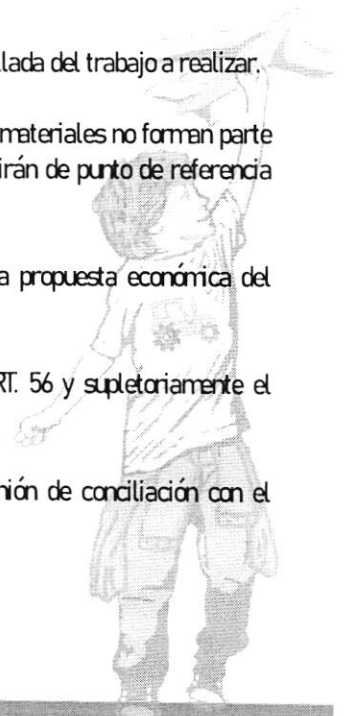 llada del trabajo a realizar.
materiales no forman parte
irán de punto de referencia
a propuesta económica del
RT. 56 y supletoriamente el
nión de conciliación con el